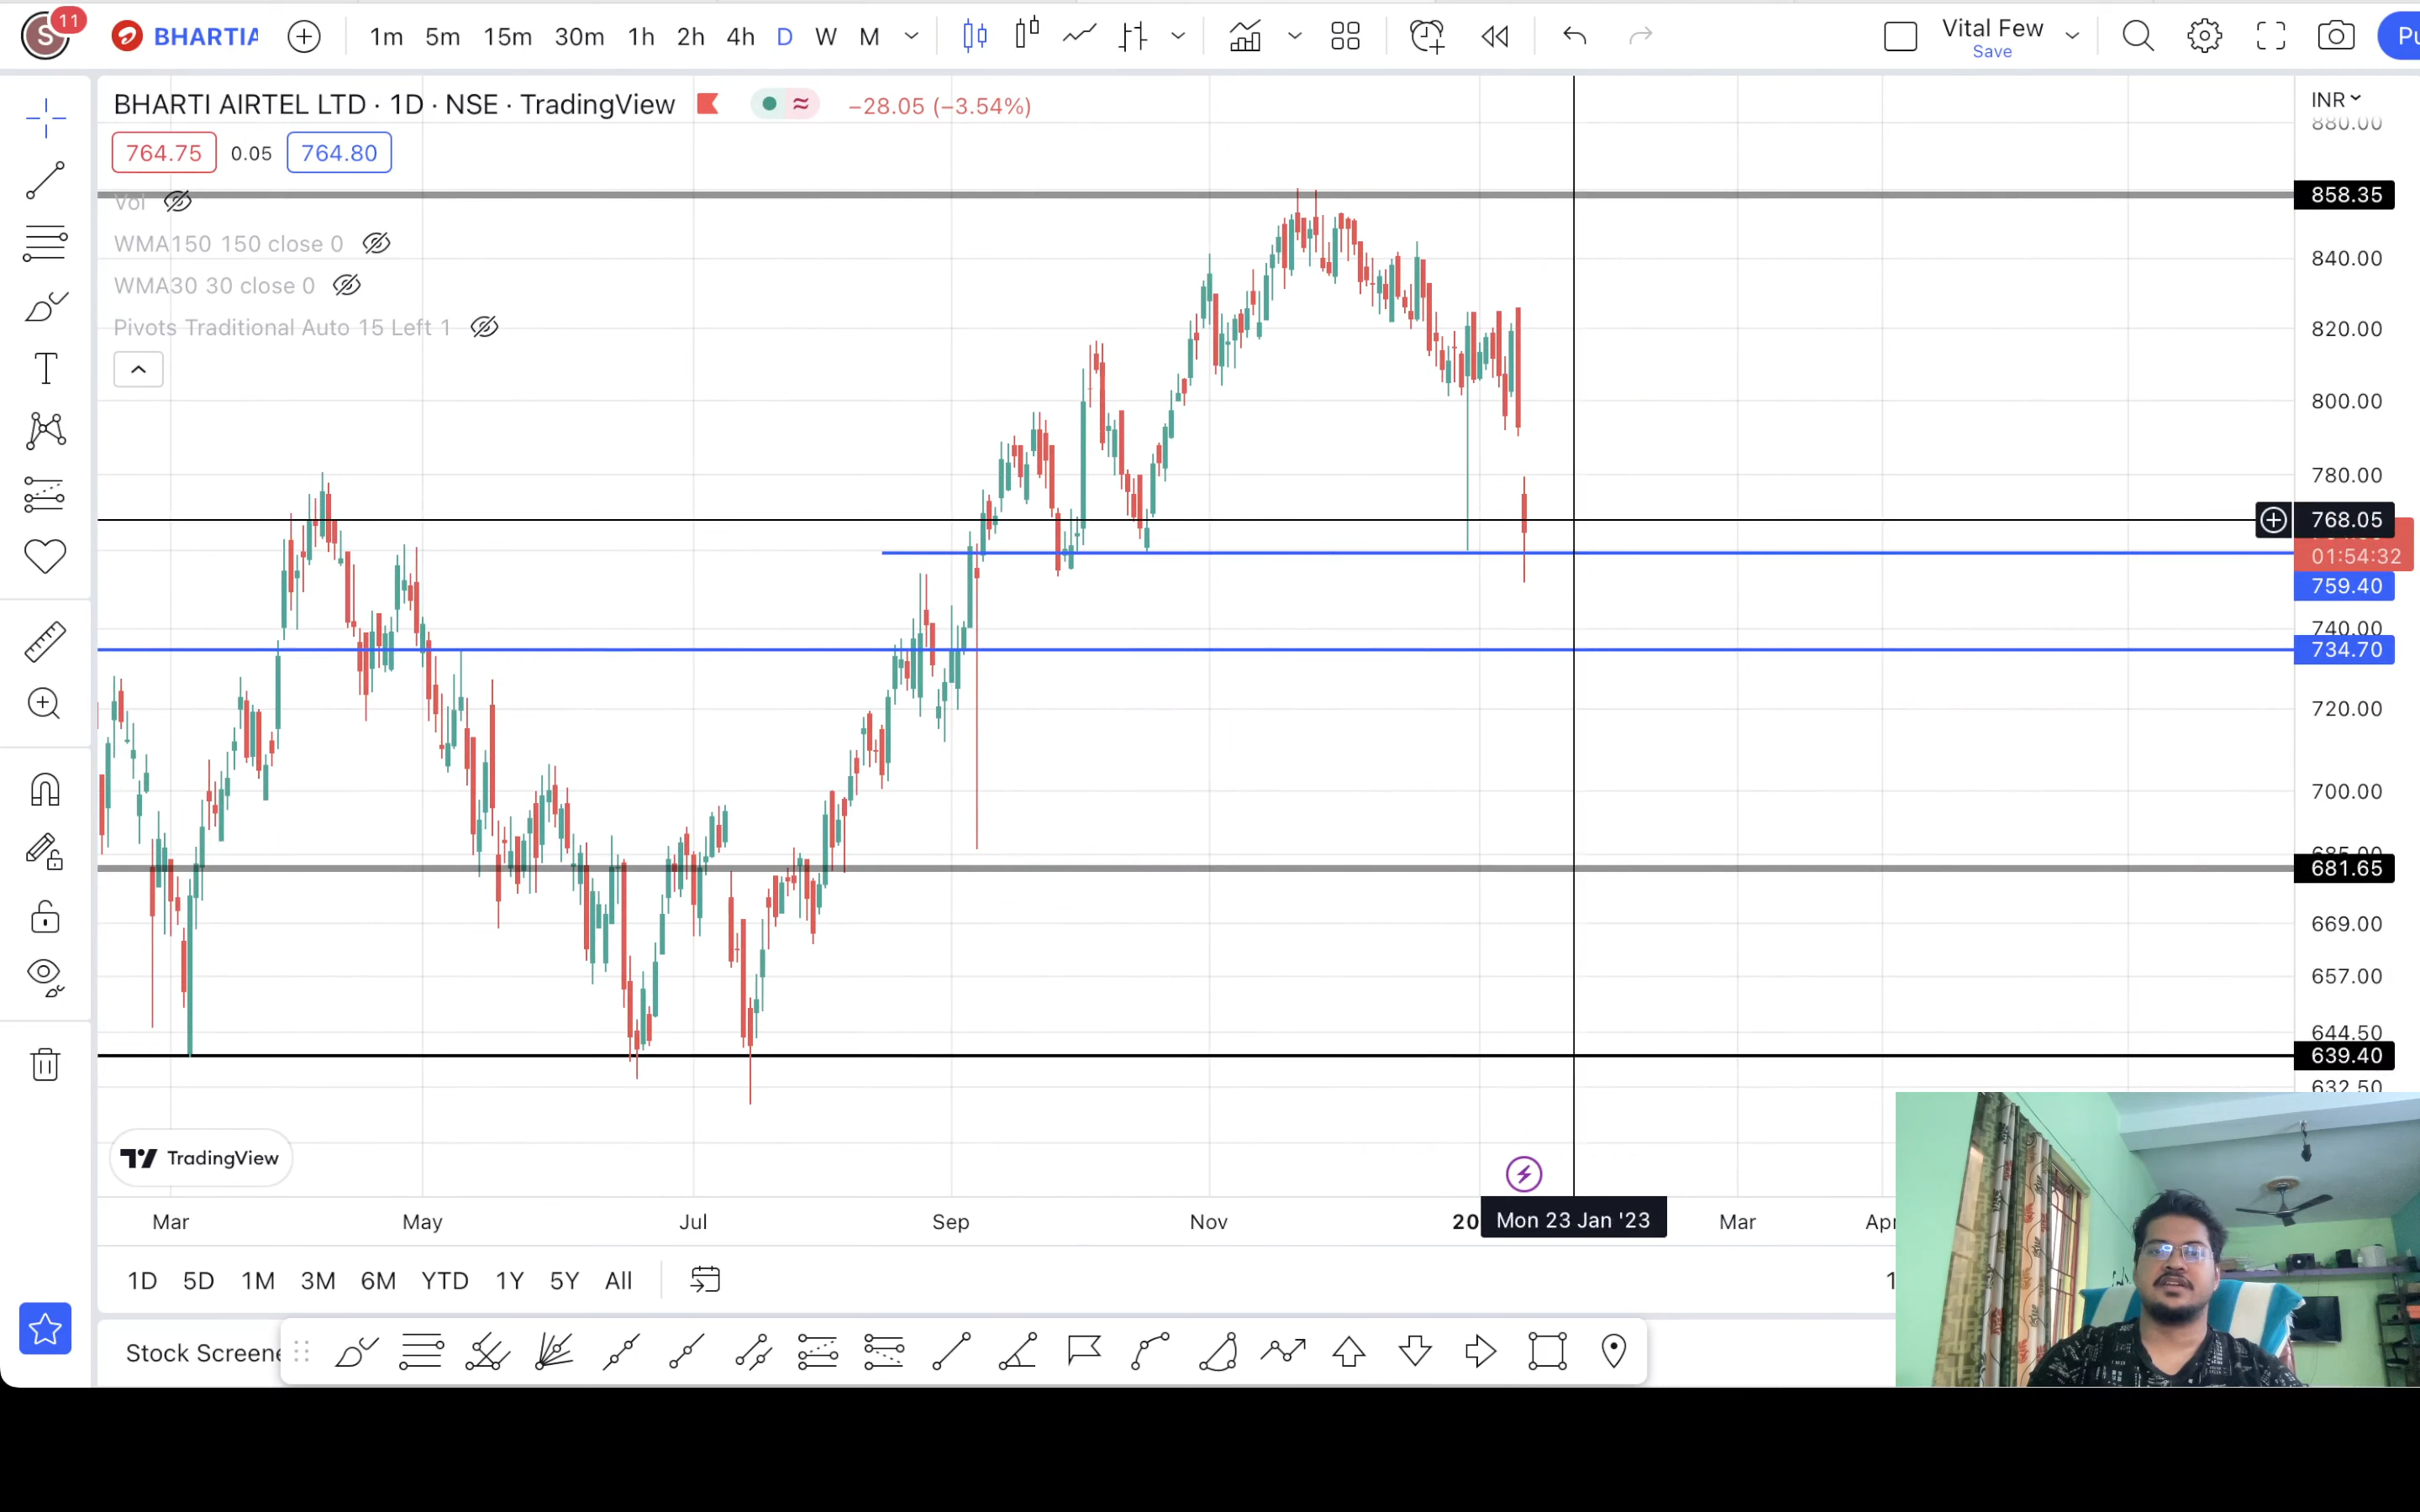 S 11 BHARTIA 1m 5m 15m 30m 1h 2h 4h D W M Vital Few
Save
BHARTI AIRTEL LTD · 1D · NSE · TradingView −28.05 (−3.54%)
764.75 0.05 764.80
Vol
WMA150 150 close 0
WMA30 30 close 0
Pivots Traditional Auto 15 Left 1
INR
880.00
858.35
840.00
820.00
800.00
780.00
768.05
01:54:32
759.40
740.00
734.70
720.00
700.00
681.65
669.00
657.00
644.50
639.40
632.50
TradingView
Mar May Jul Sep Nov 20 Mon 23 Jan '23 Mar Apr
1D 5D 1M 3M 6M YTD 1Y 5Y All
Stock Screene